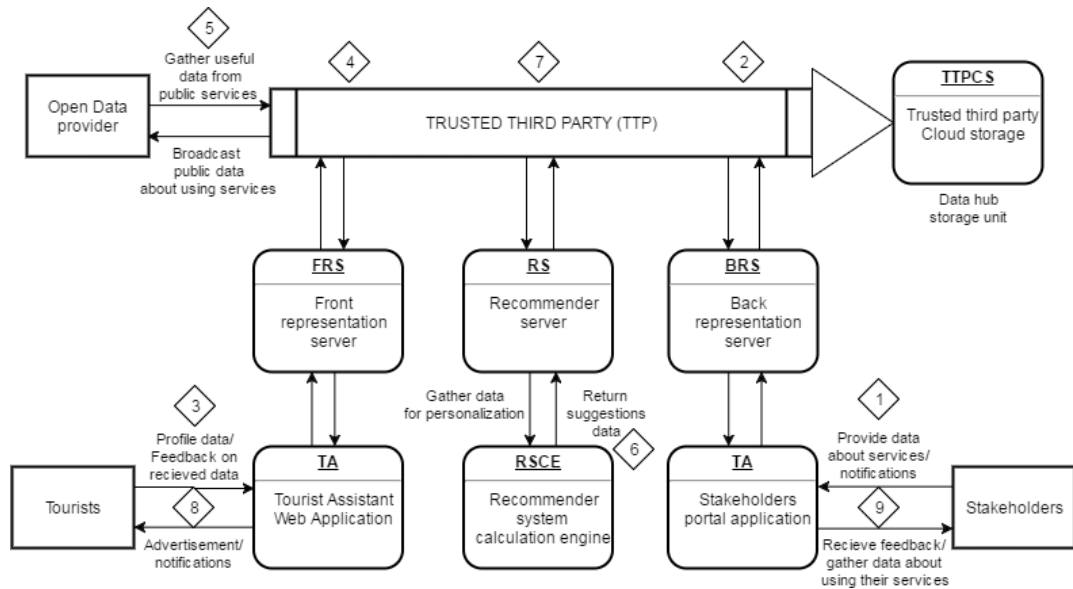 5
Gather useful
data from
public services
4
7
2
Open Data
provider
Broadcast
public data
about using services
TRUSTED THIRD PARTY (TTP)
TTPCS
Trusted third party
Cloud storage
Data hub
storage unit
FRS
Front
representation
server
RS
Recommender
server
BRS
Back
representation
server
3
Profile data/
Feedback on
recieved data
Gather data
for personalization
Return
suggestions
data
6
1
Provide data
about services/
notifications
Tourists
8
Advertisement/
notifications
TA
Tourist Assistant
Web Application
RSCE
Recommender
system
calculation engine
TA
Stakeholders
portal application
9
Recieve feedback/
gather data about
using their services
Stakeholders